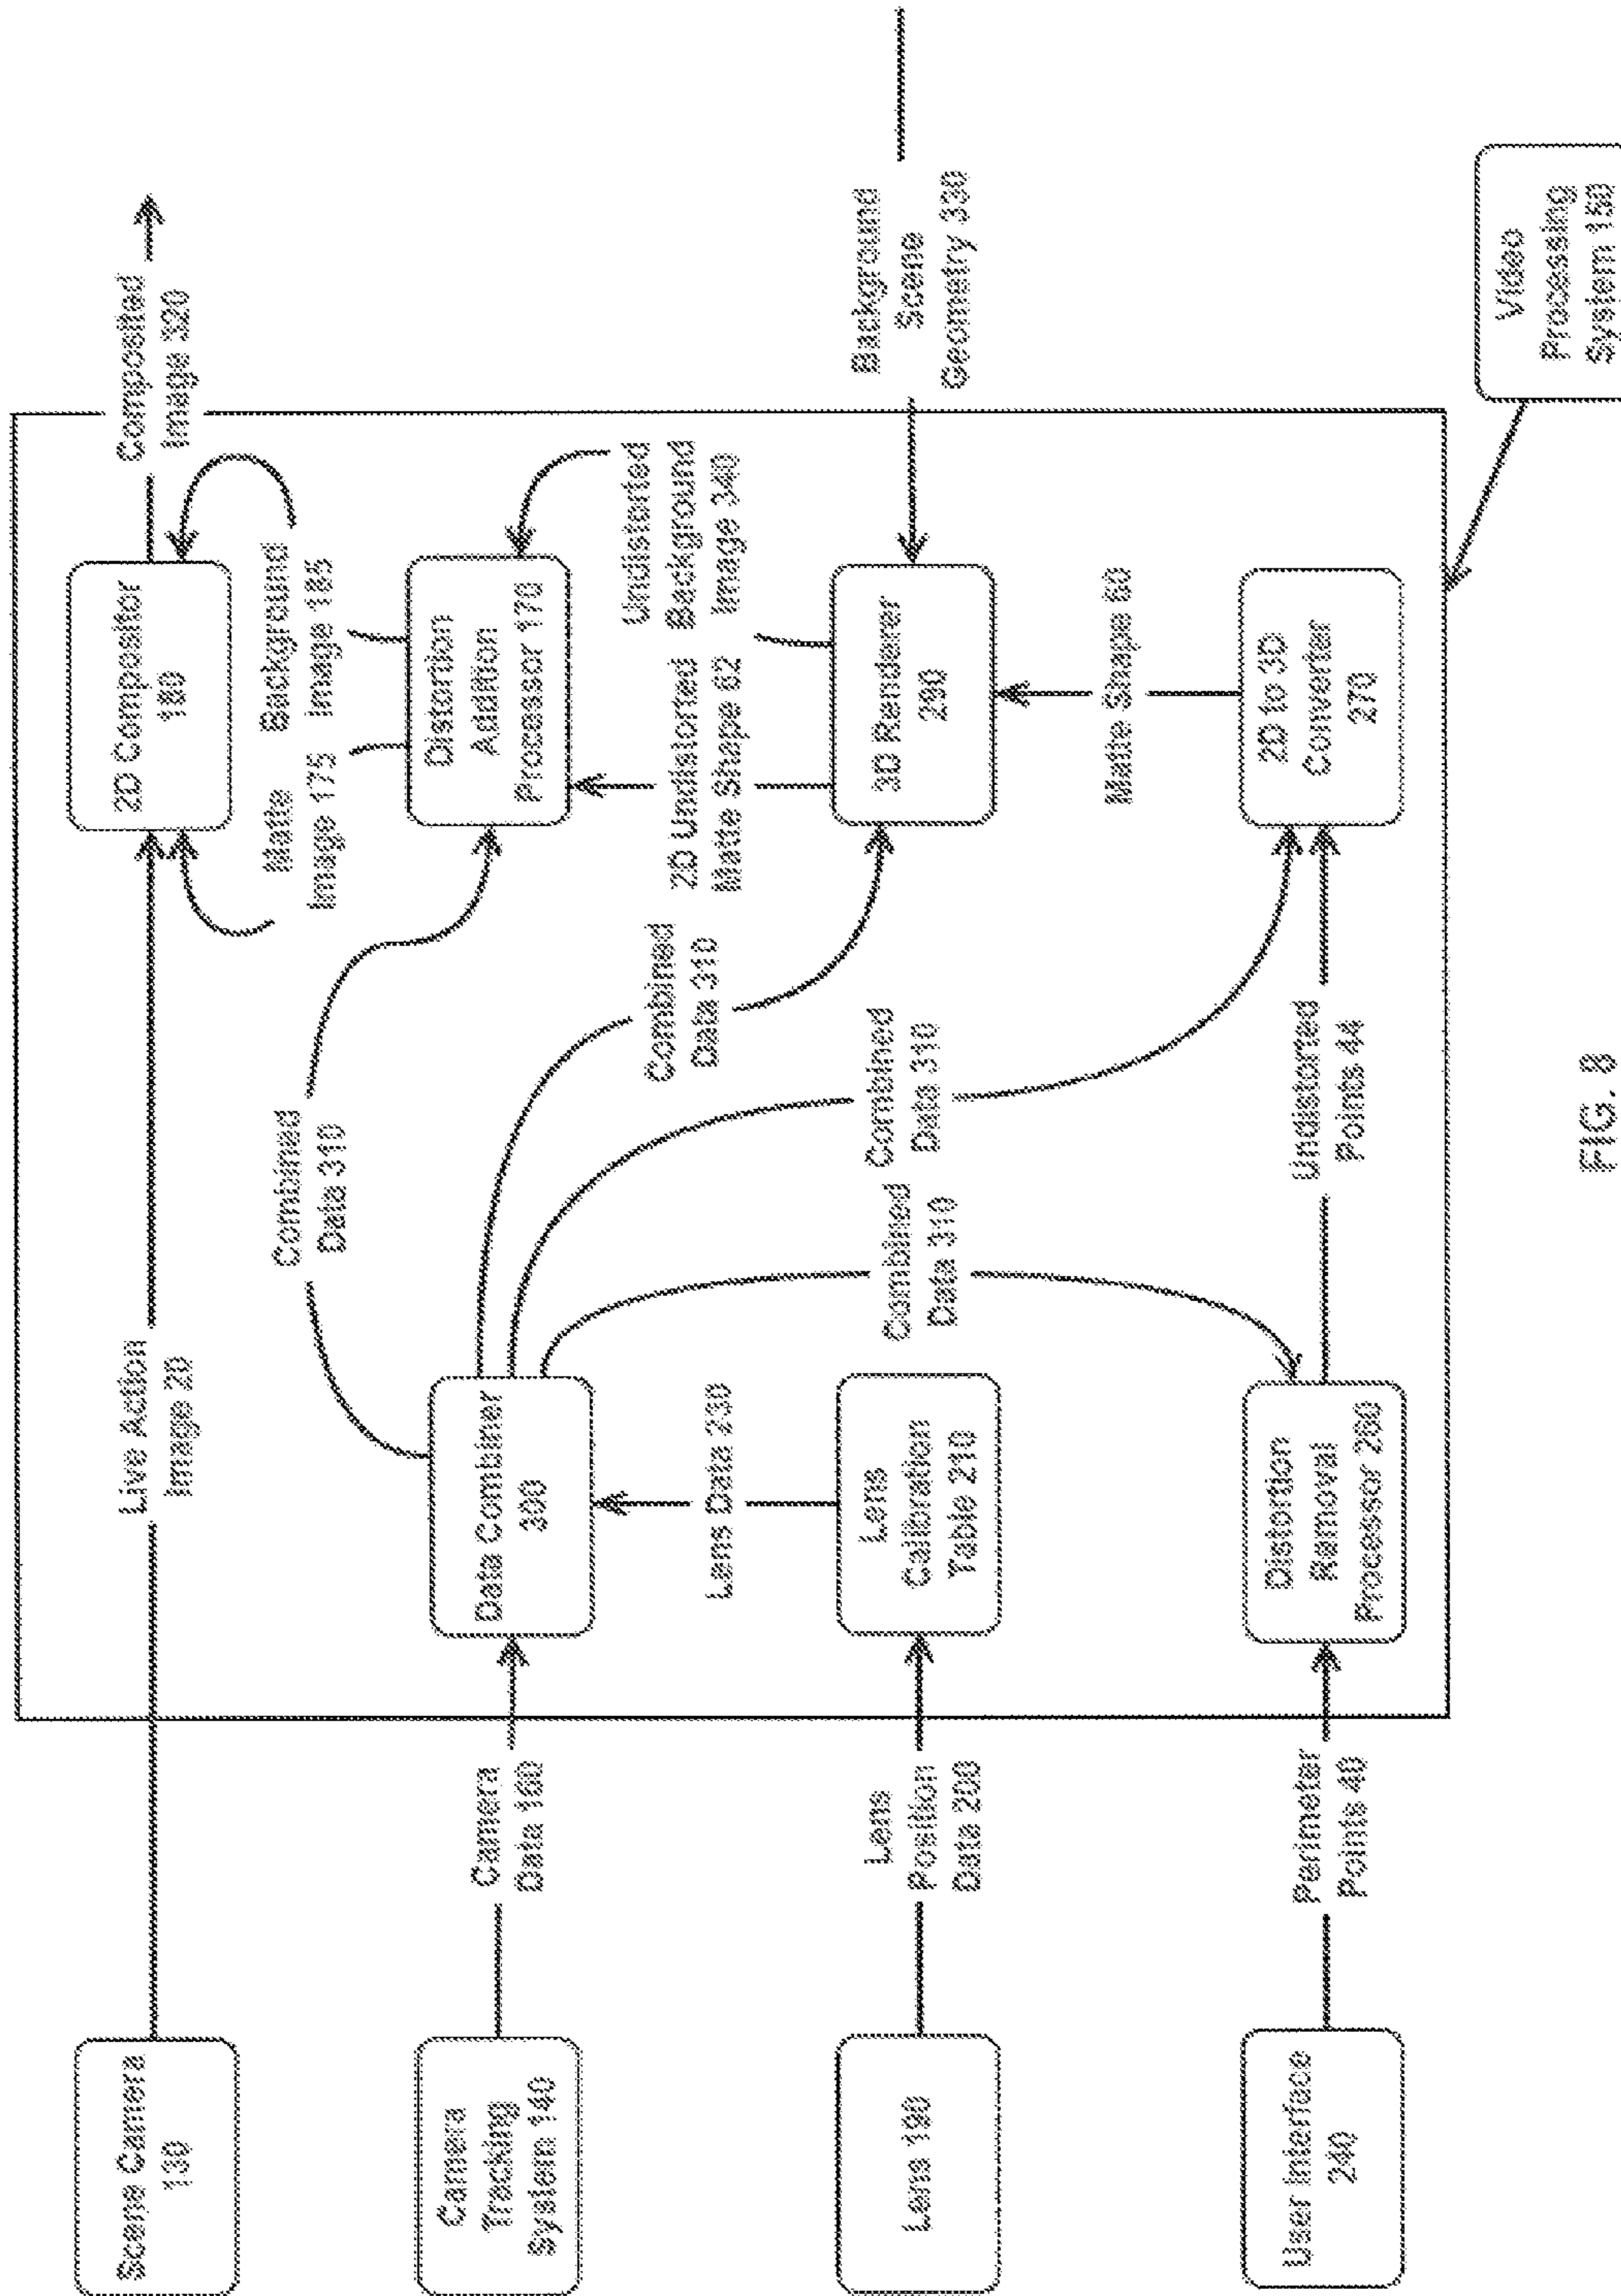 Scene Camera
130
Live Action
Image 20
2D Compositor
180
Composited
Image 320
Camera
Tracking
System 140
Camera
Data 160
Data Combiner
300
Combined
Data 310
Matte
Image 175
Background
Image 185
Distortion
Addition
Processor 170
Lens Data 230
Combined
Data 310
2D Undistorted
Matte Shape 62
Undistorted
Background
Image 340
Lens 190
Lens
Position
Data 200
Lens
Calibration
Table 210
Combined
Data 310
Combined
Data 310
3D Renderer
290
Background
Scene
Geometry 330
Matte Shape 60
User Interface
240
Perimeter
Points 40
Distortion
Removal
Processor 260
Undistorted
Points 44
2D to 3D
Converter
270
Video
Processing
System 150
FIG. 8